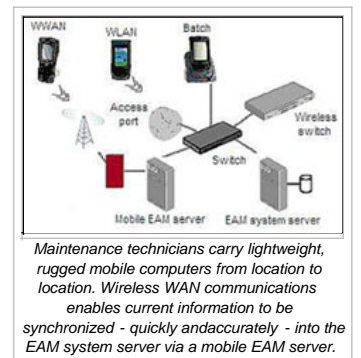 WWAN
WLAN
Batch
Access
port
Wireless
switch
Switch
Mobile EAM server
EAM system server
Maintenance technicians carry lightweight,
rugged mobile computers from location to
location. Wireless WAN communications
enables current information to be
synchronized - quickly andaccurately - into the
EAM system server via a mobile EAM server.